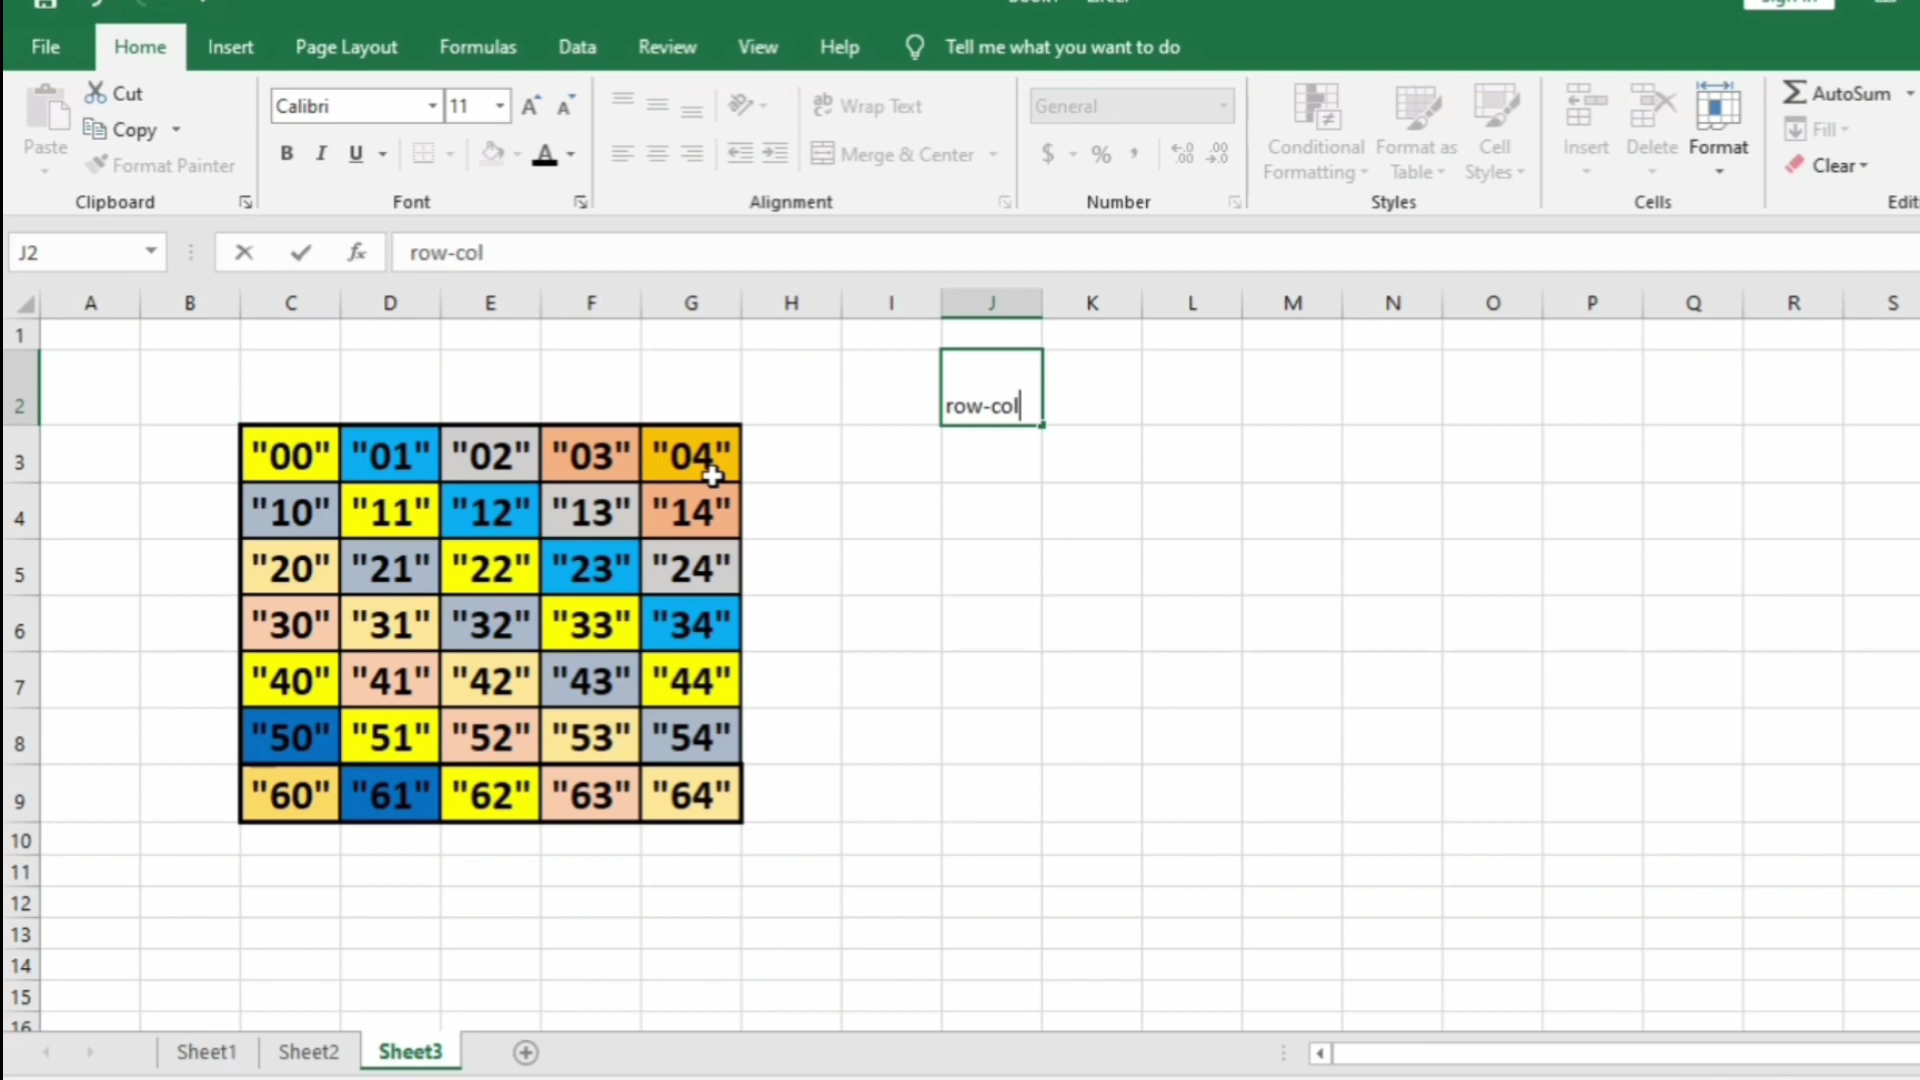 File Home Insert Page Layout Formulas Data Review View Help Tell me what you want to do
Cut
Copy
Format Painter
Paste
Clipboard
Calibri 11
B I U
Font
Wrap Text
Merge & Center
Alignment
General
$ % ,
Number
Conditional Formatting
Format as Table
Cell Styles
Styles
Insert Delete Format
Cells
AutoSum
Fill
Clear
J2 fx row-col
A B C D E F G H I J K L M N O P Q R S
1
2 row-col
3 "00" "01" "02" "03" "04"
4 "10" "11" "12" "13" "14"
5 "20" "21" "22" "23" "24"
6 "30" "31" "32" "33" "34"
7 "40" "41" "42" "43" "44"
8 "50" "51" "52" "53" "54"
9 "60" "61" "62" "63" "64"
10
11
12
13
14
15
16
Sheet1 Sheet2 Sheet3